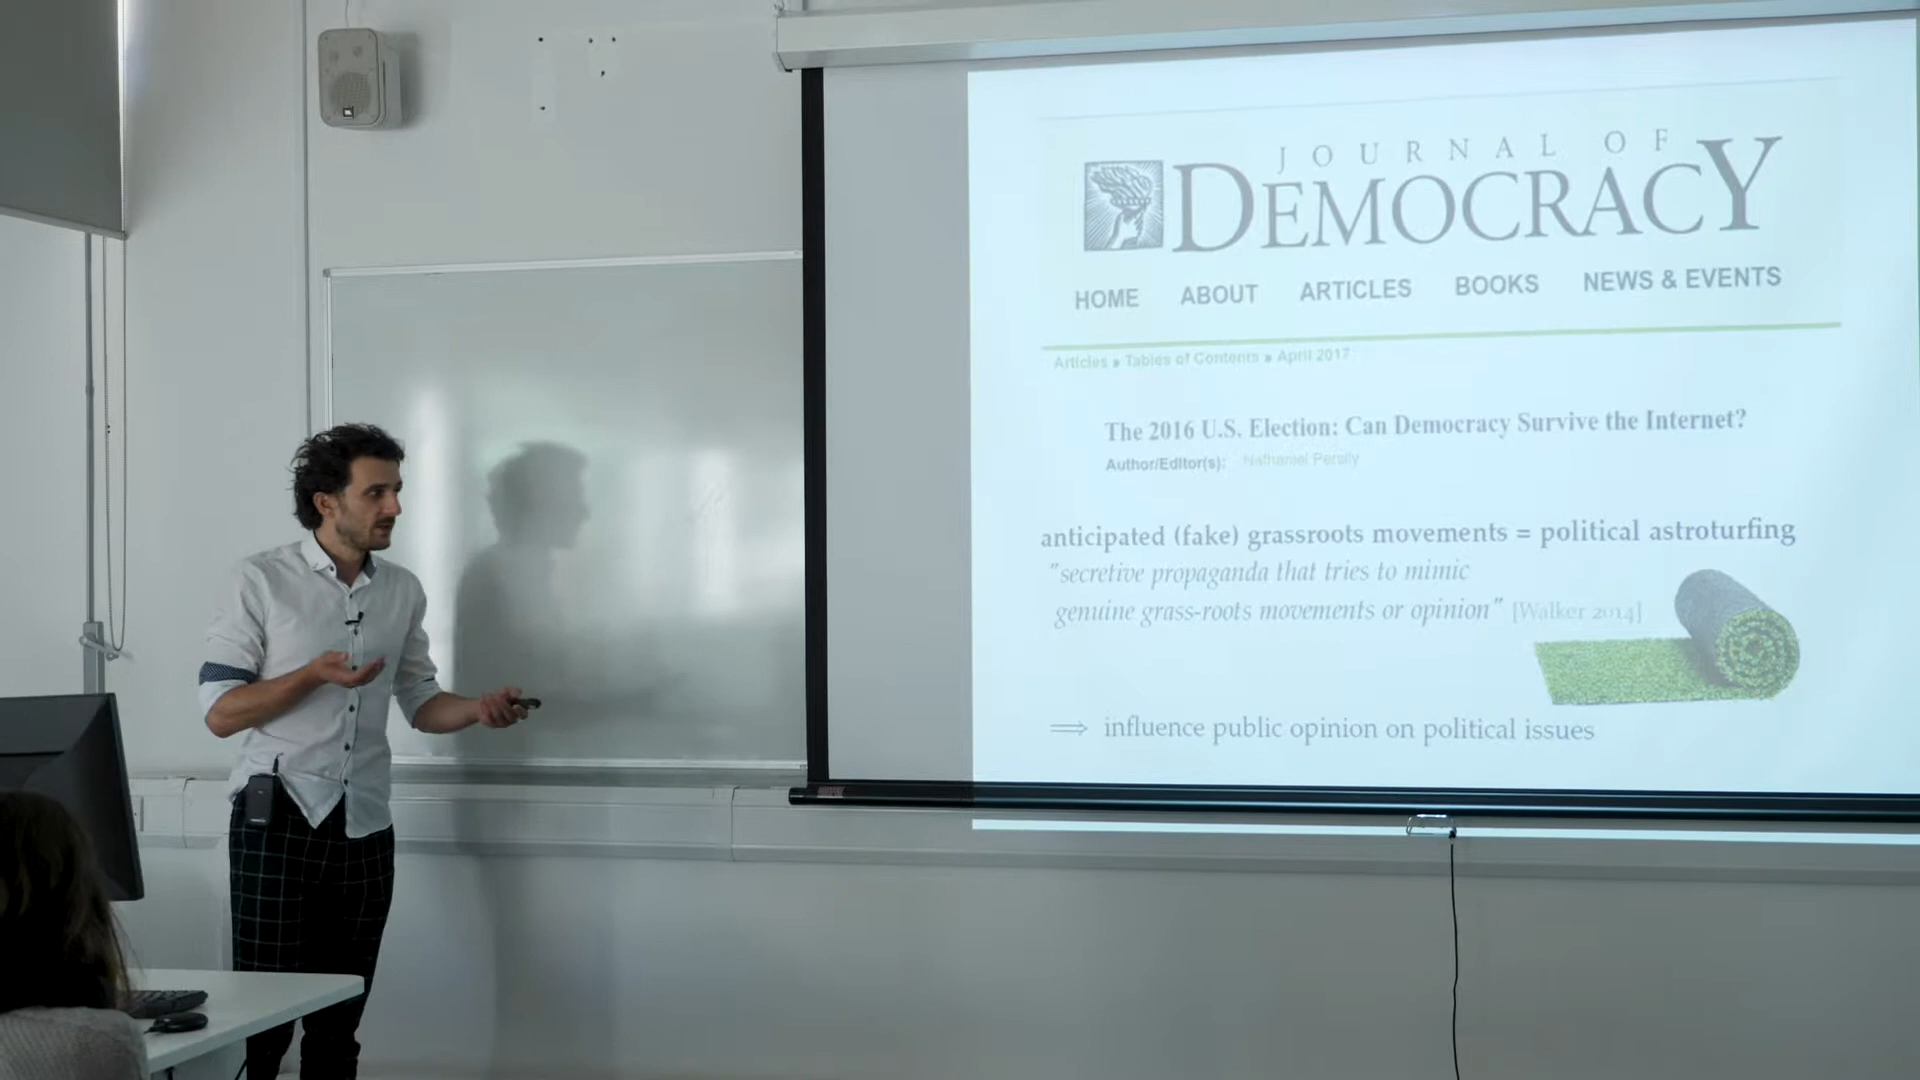 JOURNAL OF
DEMOCRACY
HOME ABOUT ARTICLES BOOKS NEWS & EVENTS
Articles » Tables of Contents » April 2017
The 2016 U.S. Election: Can Democracy Survive the Internet?
Author/Editor(s): Nathaniel Persily
anticipated (fake) grassroots movements = political astroturfing
"secretive propaganda that tries to mimic
genuine grass-roots movements or opinion" [Walker 2014]
⟹ influence public opinion on political issues